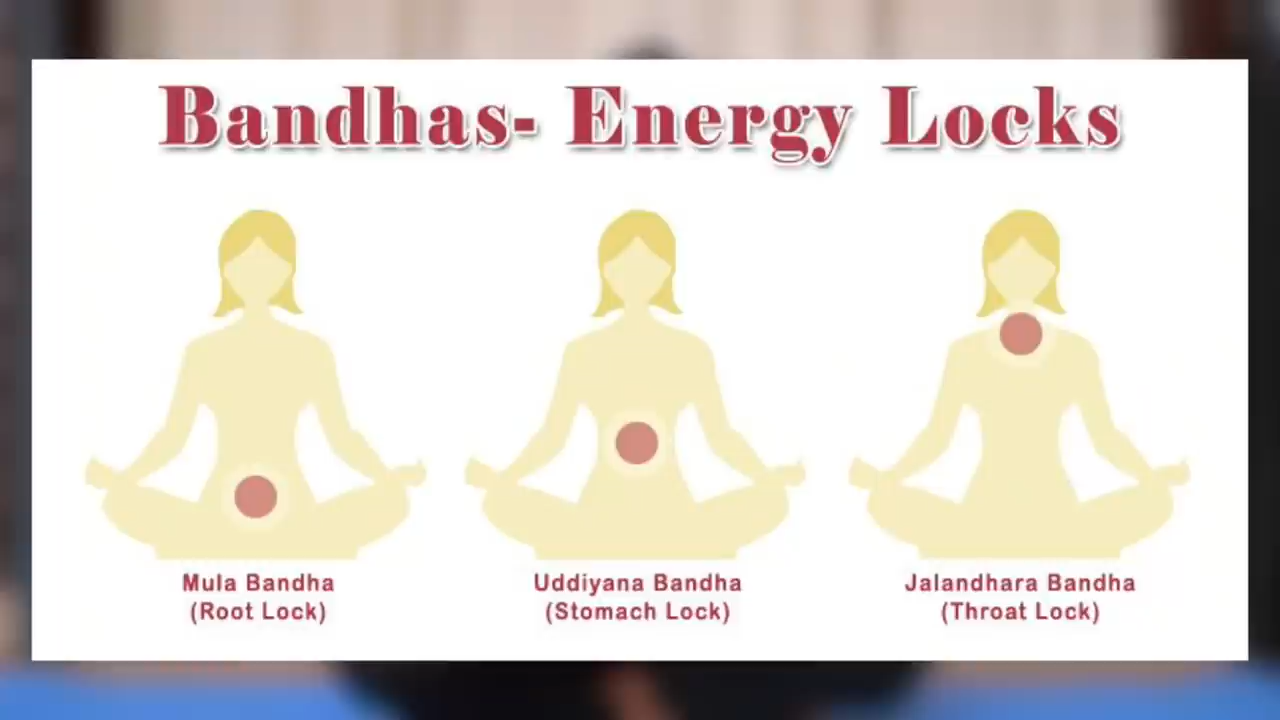 Bandhas- Energy Locks
Mula Bandha
(Root Lock)
Uddiyana Bandha
(Stomach Lock)
Jalandhara Bandha
(Throat Lock)